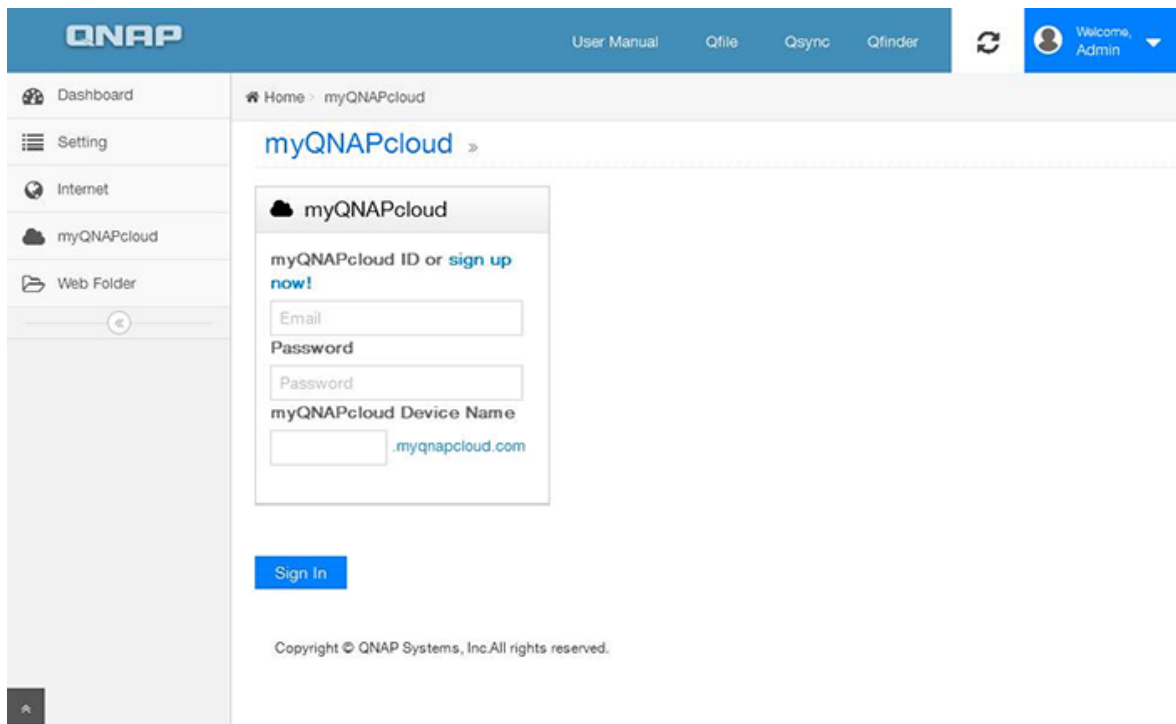 QNAP
User Manual Qfile Qsync Qfinder
Welcome,
Admin
Dashboard
Setting
Internet
myQNAPcloud
Web Folder
Home > myQNAPcloud
myQNAPcloud »
myQNAPcloud
myQNAPcloud ID or sign up
now!
Email
Password
Password
myQNAPcloud Device Name
.myqnapcloud.com
Sign In
Copyright © QNAP Systems, Inc.All rights reserved.